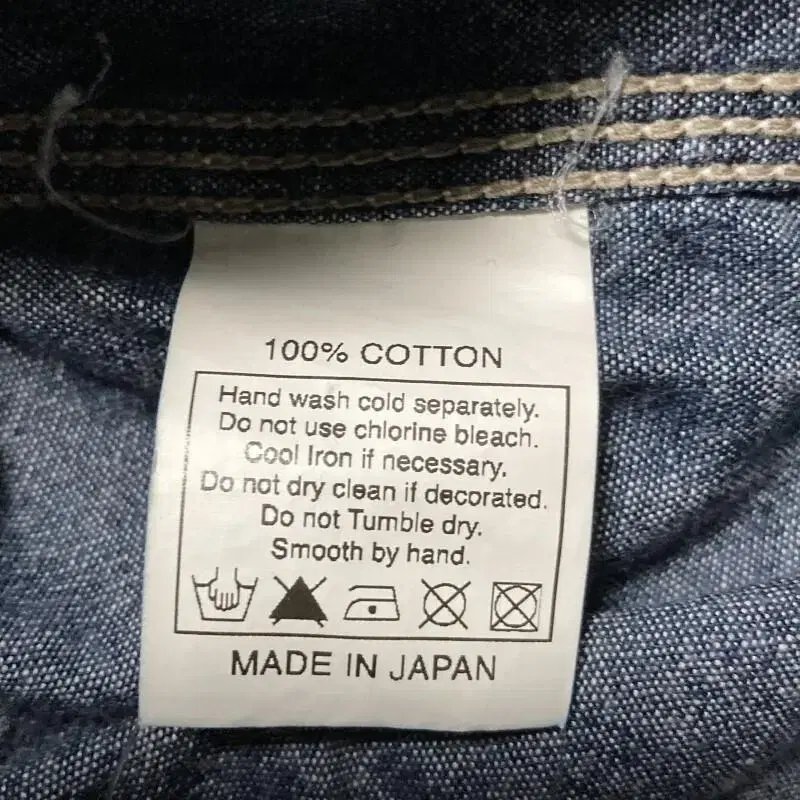 100% COTTON
Hand wash cold separately.
Do not use chlorine bleach.
Cool Iron if necessary.
Do not dry clean if decorated.
Do not Tumble dry.
Smooth by hand.
MADE IN JAPAN